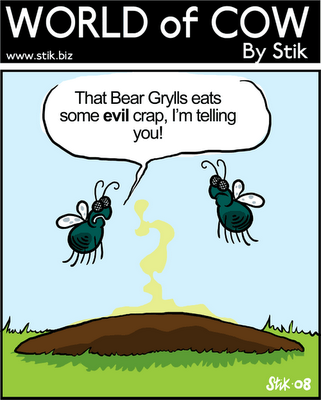 WORLD of COW
www.stik.biz
By Stik
That Bear Grylls eats
some evil crap, I'm telling
you!
Stik·08